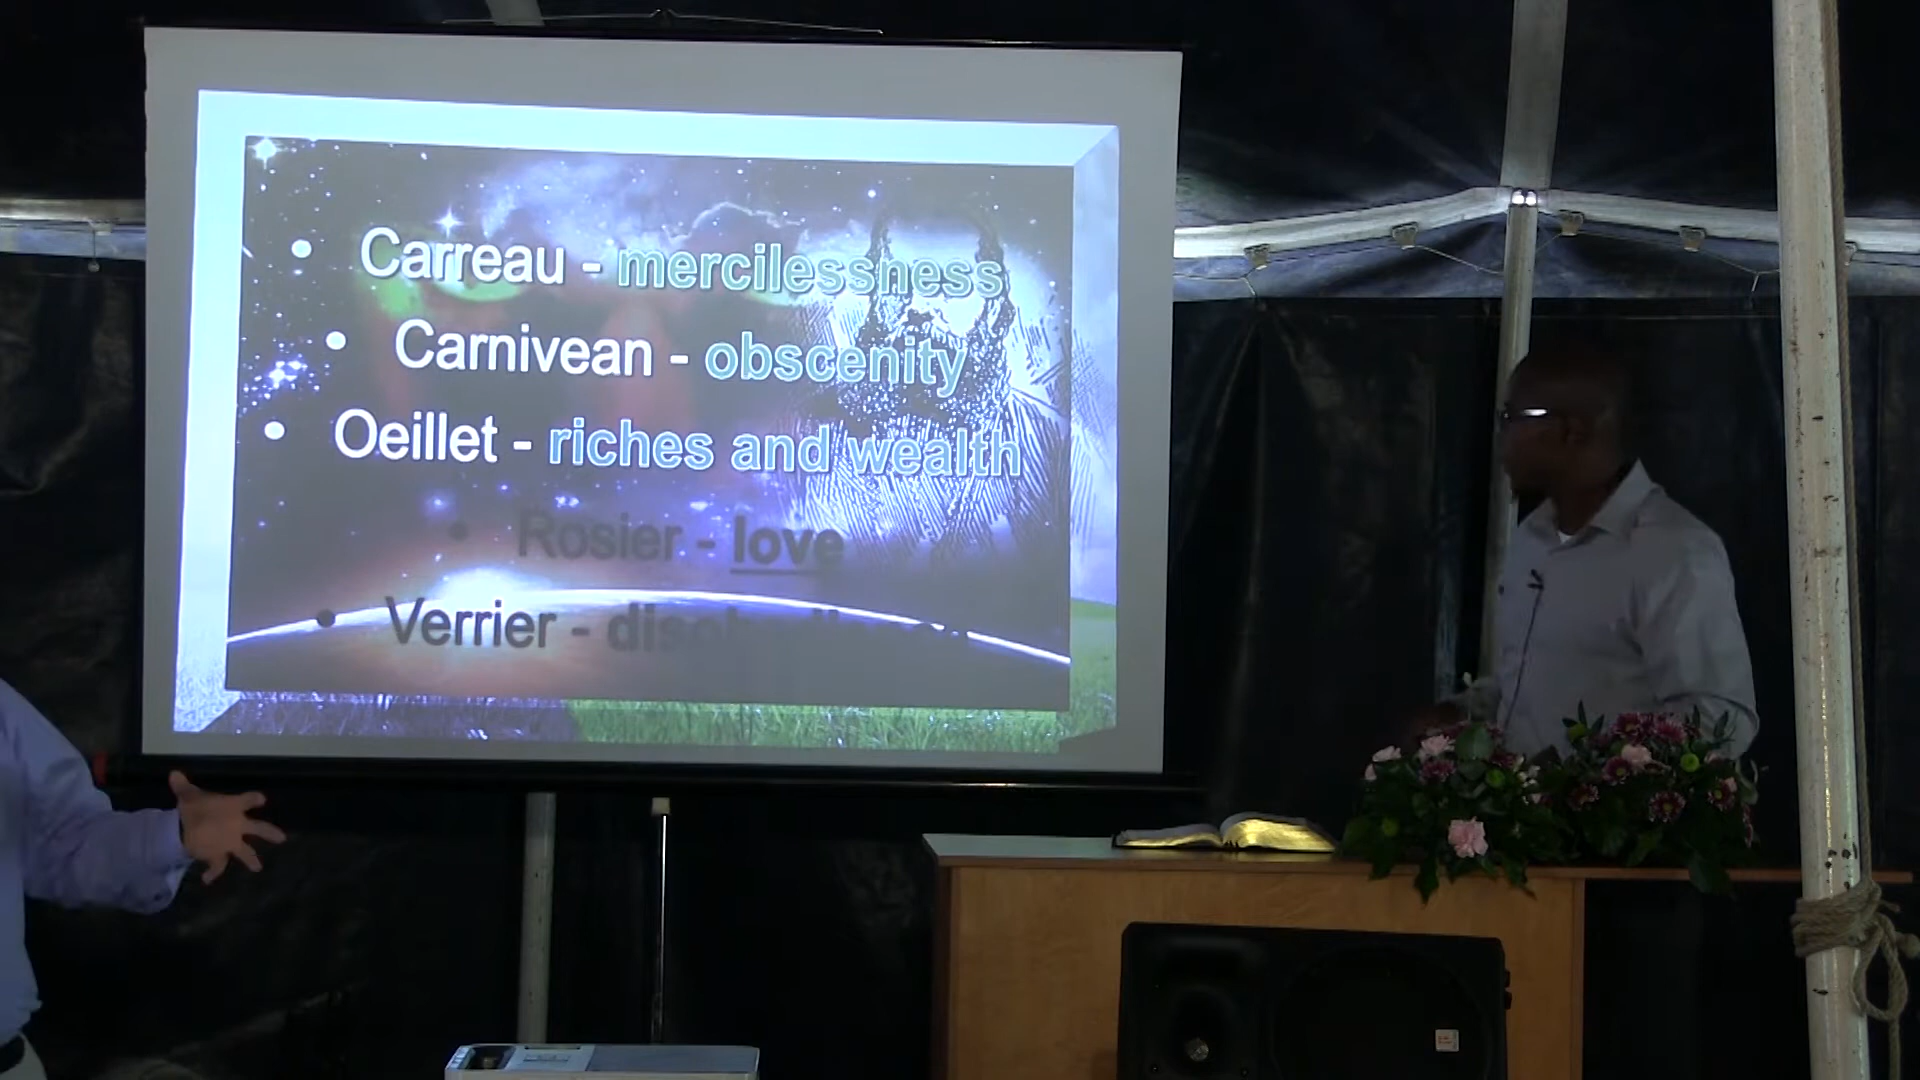 • Carreau - mercilessness
• Carnivean - obscenity
• Oeillet - riches and wealth
• Rosier - love
• Verrier -